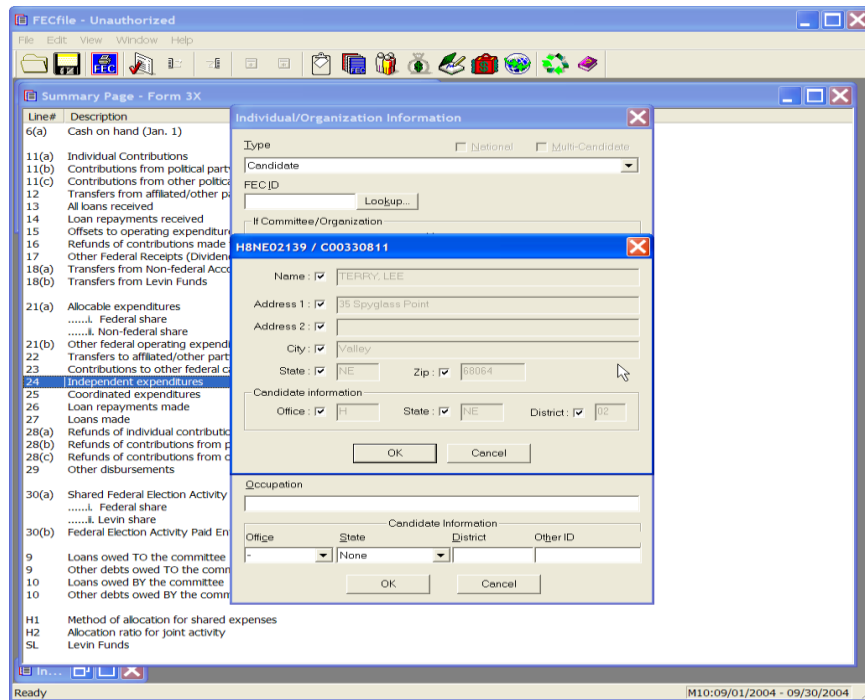 FECfile - Unauthorized
File Edit View Window Help
FEC FEC
Summary Page - Form 3X
Line# Description
6(a) Cash on hand (Jan. 1)
11(a) Individual Contributions
11(b) Contributions from political part
11(c) Contributions from other politica
12 Transfers from affiliated/other pa
13 All loans received
14 Loan repayments received
15 Offsets to operating expenditure
16 Refunds of contributions made
17 Other Federal Receipts (Dividen
18(a) Transfers from Non-federal Acco
18(b) Transfers from Levin Funds
21(a) Allocable expenditures
......i. Federal share
......ii. Non-federal share
21(b) Other federal operating expendi
22 Transfers to affiliated/other part
23 Contributions to other federal ca
24 Independent expenditures
25 Coordinated expenditures
26 Loan repayments made
27 Loans made
28(a) Refunds of individual contributio
28(b) Refunds of contributions from p
28(c) Refunds of contributions from o
29 Other disbursements
30(a) Shared Federal Election Activity
......i. Federal share
......ii. Levin share
30(b) Federal Election Activity Paid En
9 Loans owed TO the committee
9 Other debts owed TO the comm
10 Loans owed BY the committee
10 Other debts owed BY the comm
H1 Method of allocation for shared expenses
H2 Allocation ratio for joint activity
SL Levin Funds
Individual/Organization Information
Type National Multi-Candidate
Candidate
FEC ID
Lookup...
If Committee/Organization
H8NE02139 / C00330811
Name : TERRY, LEE
Address 1 : 35 Spyglass Point
Address 2 :
City : Valley
State : NE Zip : 68064
Candidate information
Office : H State : NE District : 02
OK Cancel
Occupation
Candidate Information
Office State District Other ID
- None
OK Cancel
In...
Ready M10:09/01/2004 - 09/30/2004